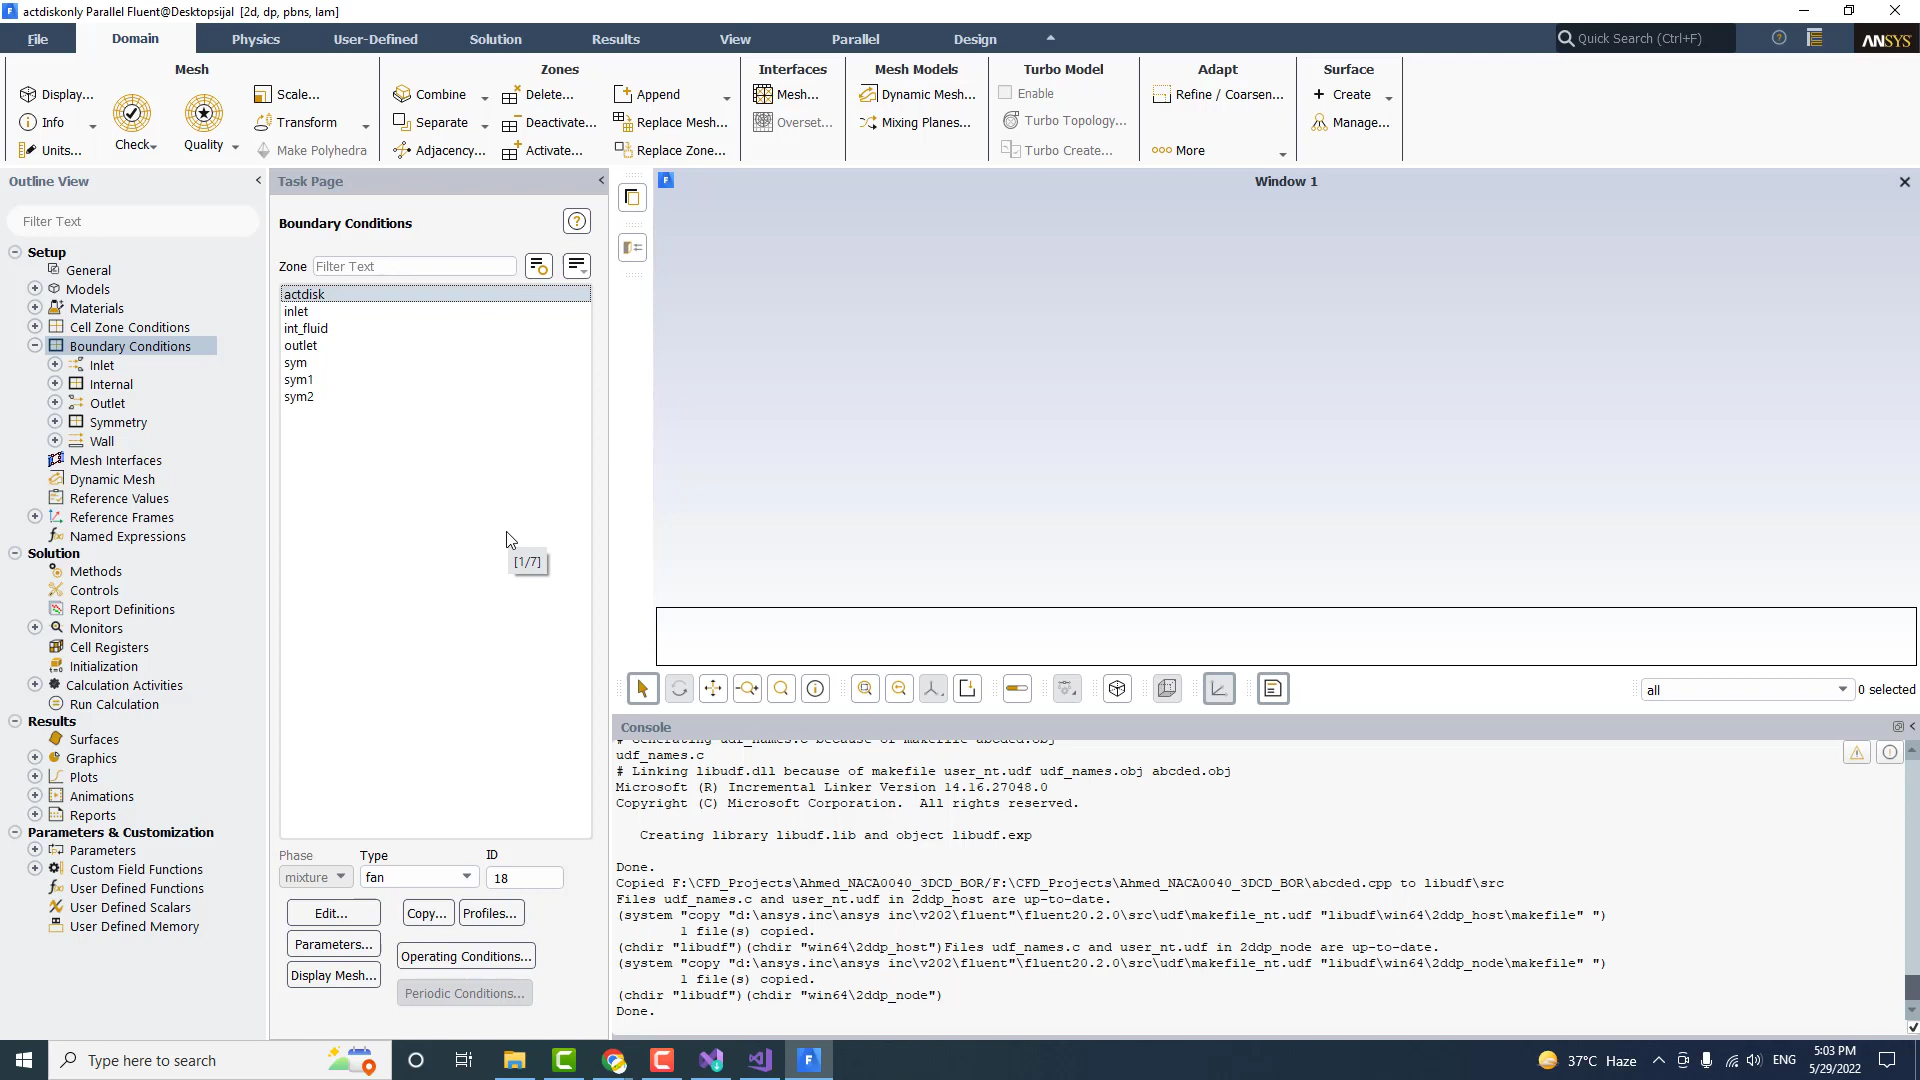 actdiskonly Parallel Fluent@Desktopsijal [2d, dp, pbns, lam]
File
Domain
Physics
User-Defined
Solution
Results
View
Parallel
Design
Quick Search (Ctrl+F)
ANSYS
Mesh
Display...
Info
Units...
Check
Quality
Scale...
Transform
Make Polyhedra
Zones
Combine
Separate
Adjacency...
Delete...
Deactivate...
Activate...
Append
Replace Mesh...
Replace Zone...
Interfaces
Mesh...
Overset...
Mesh Models
Dynamic Mesh...
Mixing Planes...
Turbo Model
Enable
Turbo Topology...
Turbo Create...
Adapt
Refine / Coarsen...
More
Surface
Create
Manage...
Outline View
Filter Text
Setup
General
Models
Materials
Cell Zone Conditions
Boundary Conditions
Inlet
Internal
Outlet
Symmetry
Wall
Mesh Interfaces
Dynamic Mesh
Reference Values
Reference Frames
Named Expressions
Solution
Methods
Controls
Report Definitions
Monitors
Cell Registers
Initialization
Calculation Activities
Run Calculation
Results
Surfaces
Graphics
Plots
Animations
Reports
Parameters & Customization
Parameters
Custom Field Functions
User Defined Functions
User Defined Scalars
User Defined Memory
Task Page
Boundary Conditions
Zone Filter Text
actdisk
inlet
int_fluid
outlet
sym
sym1
sym2
[1/7]
Phase Type ID
mixture fan 18
Edit... Copy... Profiles...
Parameters... Operating Conditions...
Display Mesh... Periodic Conditions...
Window 1
all 0 selected
Console
# Generating udf_names.c because of makefile abcded.obj
udf_names.c
# Linking libudf.dll because of makefile user_nt.udf udf_names.obj abcded.obj
Microsoft (R) Incremental Linker Version 14.16.27048.0
Copyright (C) Microsoft Corporation.  All rights reserved.
Creating library libudf.lib and object libudf.exp
Done.
Copied F:\CFD_Projects\Ahmed_NACA0040_3DCD_BOR/F:\CFD_Projects\Ahmed_NACA0040_3DCD_BOR\abcded.cpp to libudf\src
Files udf_names.c and user_nt.udf in 2ddp_host are up-to-date.
(system "copy "d:\ansys.inc\ansys inc\v202\fluent"\fluent20.2.0\src\udf\makefile_nt.udf "libudf\win64\2ddp_host\makefile" ")
1 file(s) copied.
(chdir "libudf")(chdir "win64\2ddp_host")Files udf_names.c and user_nt.udf in 2ddp_node are up-to-date.
(system "copy "d:\ansys.inc\ansys inc\v202\fluent"\fluent20.2.0\src\udf\makefile_nt.udf "libudf\win64\2ddp_node\makefile" ")
1 file(s) copied.
(chdir "libudf")(chdir "win64\2ddp_node")
Done.
Type here to search
37°C Haze
ENG
5:03 PM
5/29/2022